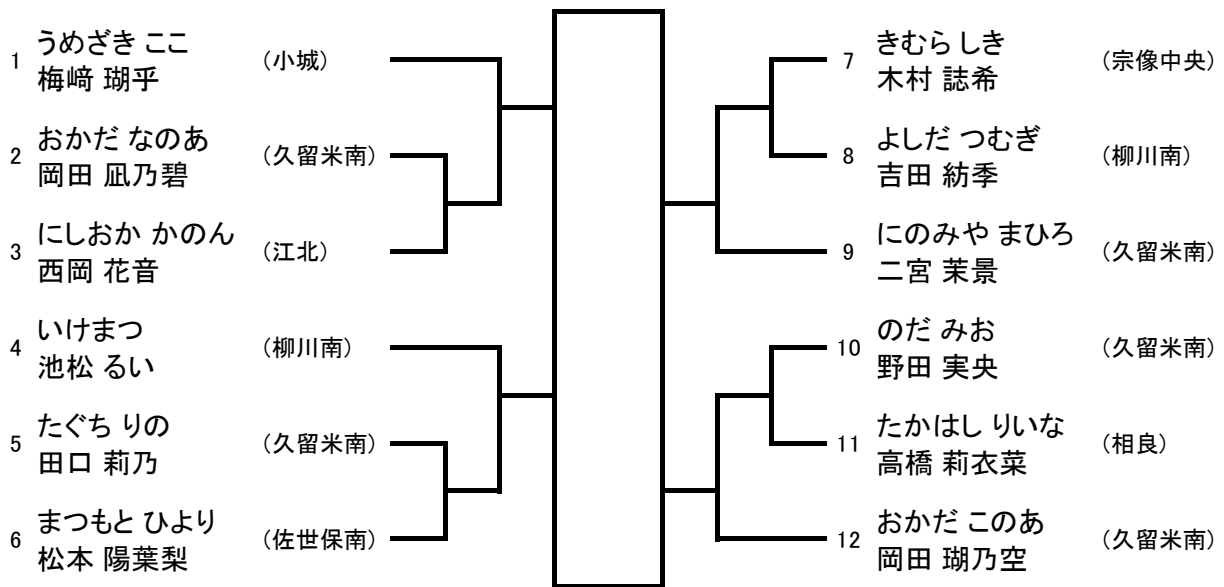 うめざき ここ
1 梅﨑 瑚乎 (小城)
おかだ なのあ
2 岡田 凪乃碧 (久留米南)
にしおか かのん
3 西岡 花音 (江北)
いけまつ
4 池松 るい (柳川南)
たぐち りの
5 田口 莉乃 (久留米南)
まつもと ひより
6 松本 陽葉梨 (佐世保南)
きむら しき
7 木村 誌希 (宗像中央)
よしだ つむぎ
8 吉田 紡季 (柳川南)
にのみや まひろ
9 二宮 茉景 (久留米南)
のだ みお
10 野田 実央 (久留米南)
たかはし りいな
11 高橋 莉衣菜 (相良)
おかだ このあ
12 岡田 瑚乃空 (久留米南)